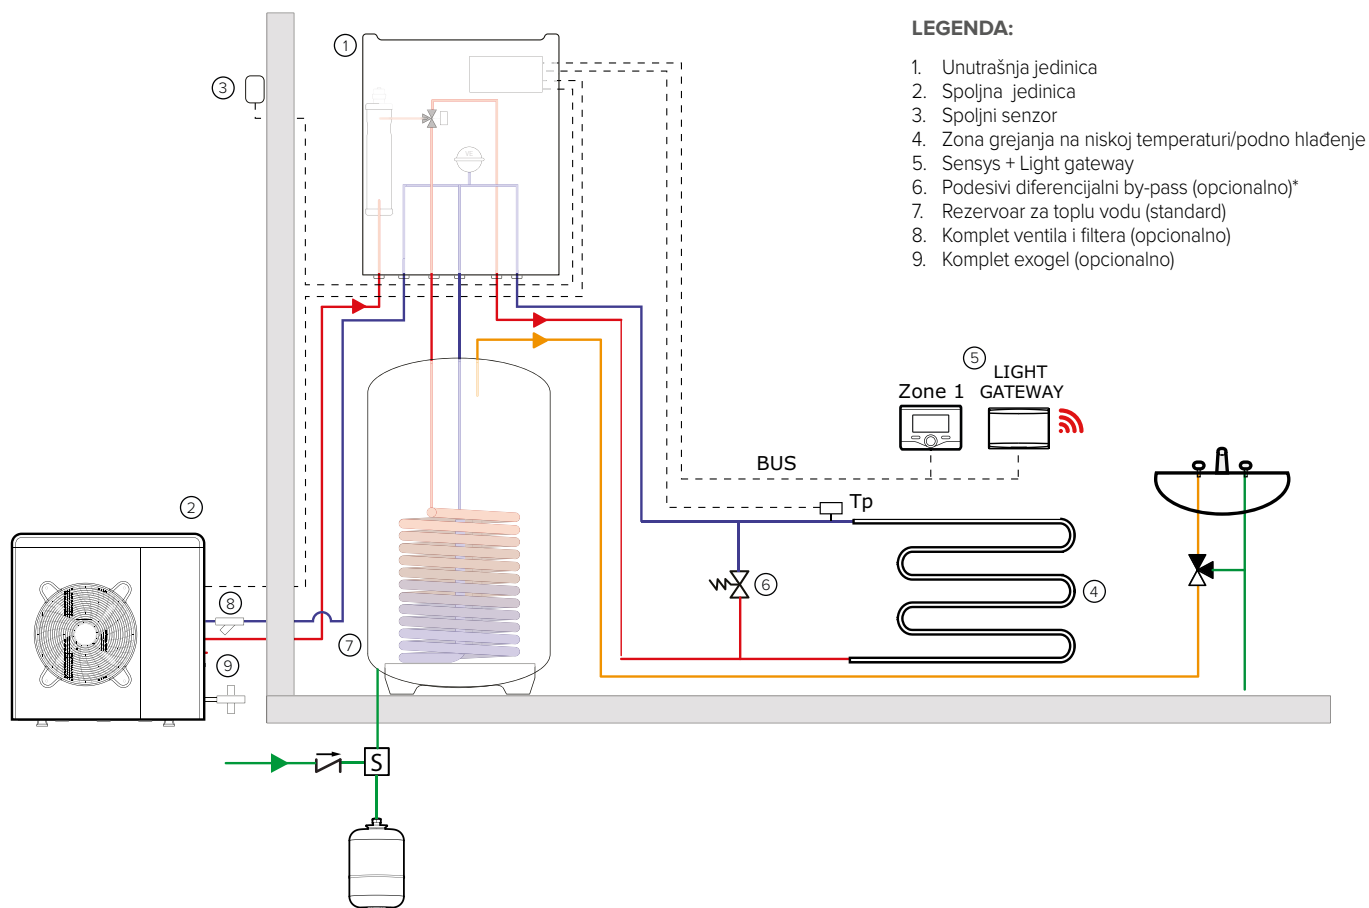 LEGENDA:
1. Unutrašnja jedinica
2. Spoljna jedinica
3. Spoljni senzor
4. Zona grejanja na niskoj temperaturi/podno hlađenje
5. Sensys + Light gateway
6. Podesivi diferencijalni by-pass (opcionalno)*
7. Rezervoar za toplu vodu (standard)
8. Komplet ventila i filtera (opcionalno)
9. Komplet exogel (opcionalno)
1
3
5
LIGHT
GATEWAY
Zone 1
BUS
Tp
2
6
4
8
7
9
S